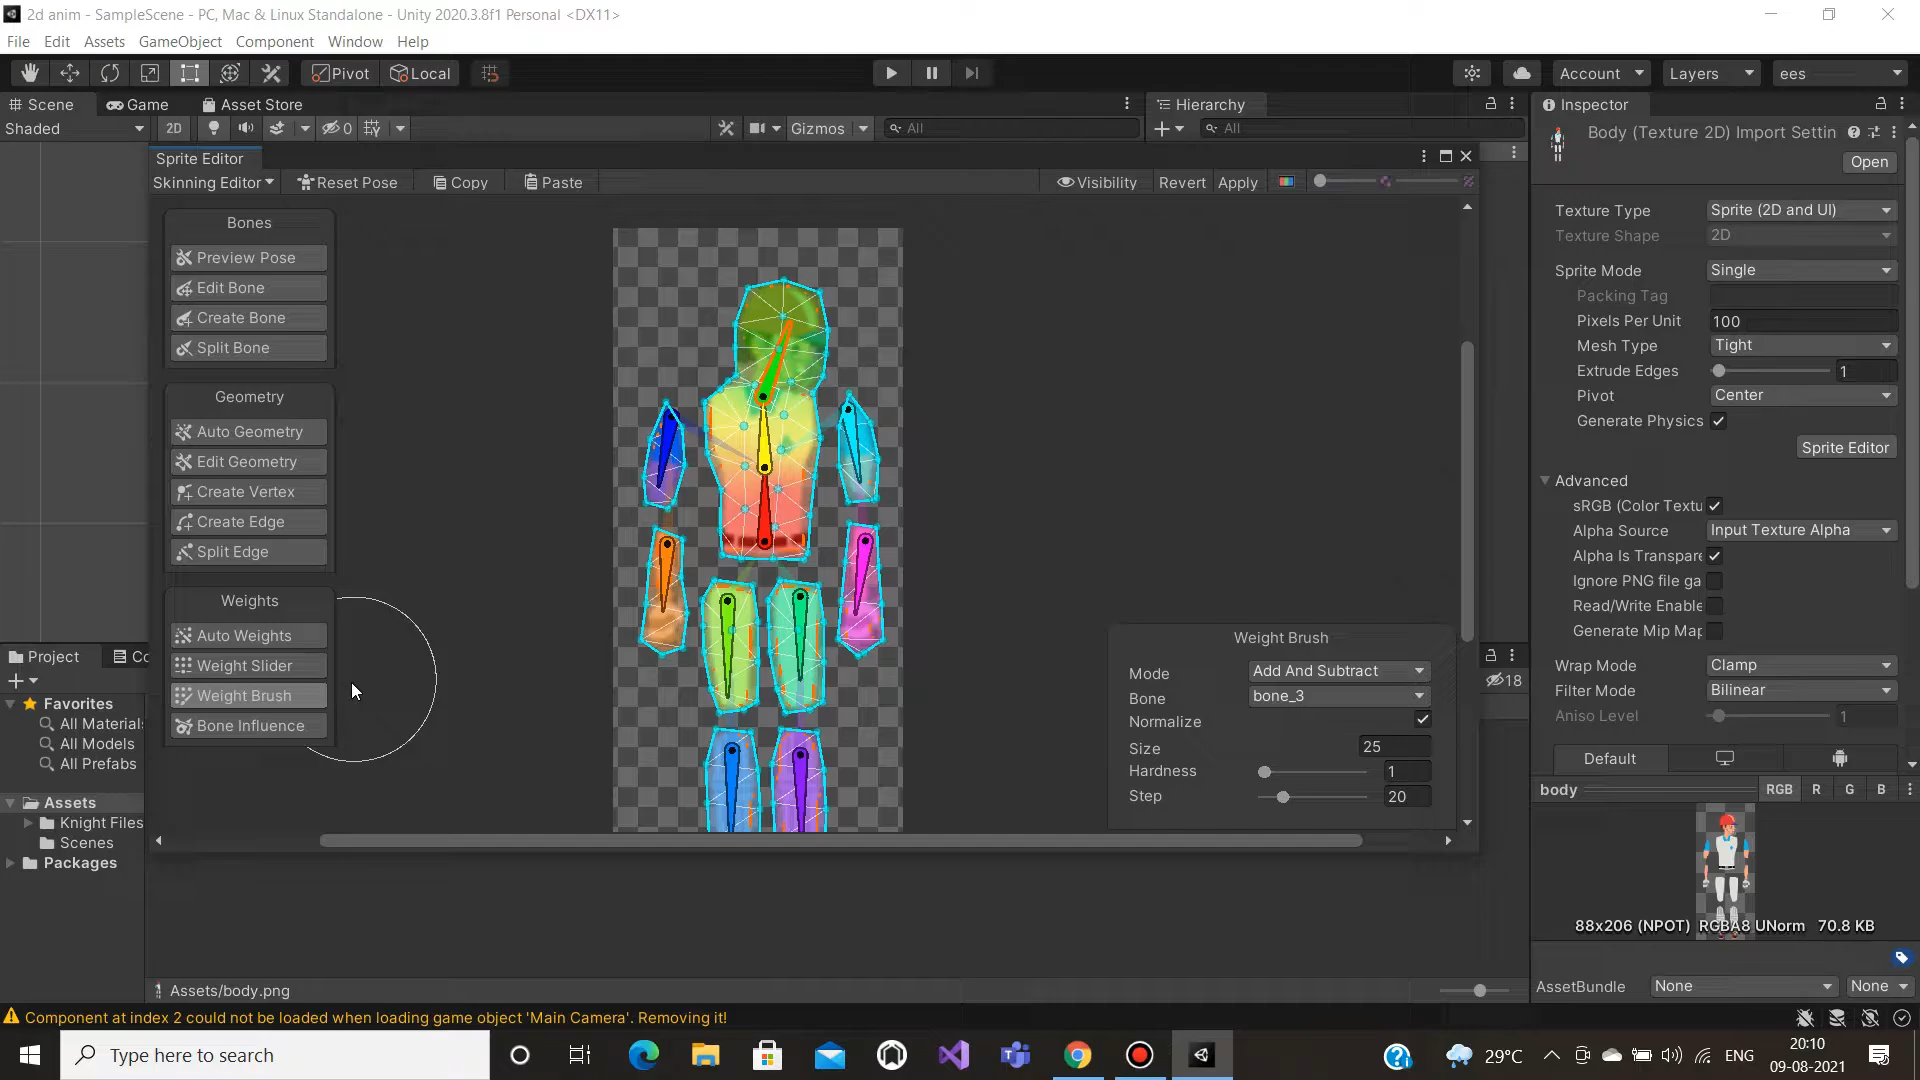 2d anim - SampleScene - PC, Mac & Linux Standalone - Unity 2020.3.8f1 Personal <DX11>
File Edit Assets GameObject Component Window Help
Pivot Local Account Layers ees
Scene Game Asset Store Hierarchy Inspector
Shaded 2D 0 Gizmos All All
Body (Texture 2D) Import Settin
Open
Sprite Editor
Skinning Editor Reset Pose Copy Paste Visibility Revert Apply
Bones
Preview Pose
Edit Bone
Create Bone
Split Bone
Geometry
Auto Geometry
Edit Geometry
Create Vertex
Create Edge
Split Edge
Weights
Auto Weights
Weight Slider
Weight Brush
Bone Influence
Weight Brush
Mode Add And Subtract
Bone bone_3
Normalize
Size 25
Hardness 1
Step 20
Texture Type Sprite (2D and UI)
Texture Shape 2D
Sprite Mode Single
Packing Tag
Pixels Per Unit 100
Mesh Type Tight
Extrude Edges 1
Pivot Center
Generate Physics
Sprite Editor
Advanced
sRGB (Color Textu
Alpha Source Input Texture Alpha
Alpha Is Transpare
Ignore PNG file ga
Read/Write Enable
Generate Mip Map
Wrap Mode Clamp
Filter Mode Bilinear
Aniso Level 1
Default
body RGB R G B
88x206 (NPOT) RGBA8 UNorm 70.8 KB
AssetBundle None None
Project Co
18
Favorites
All Material
All Models
All Prefabs
Assets
Knight Files
Scenes
Packages
Assets/body.png
Component at index 2 could not be loaded when loading game object 'Main Camera'. Removing it!
Type here to search
29°C ENG
20:10
09-08-2021